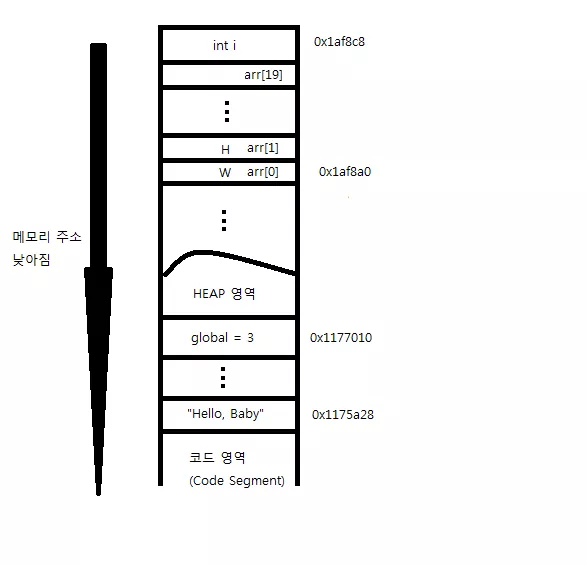 int i 0x1af8c8
arr[19]
H arr[1]
W arr[0] 0x1af8a0
메모리 주소
낮아짐
HEAP 영역
global = 3 0x1177010
"Hello, Baby" 0x1175a28
코드 영역
(Code Segment)